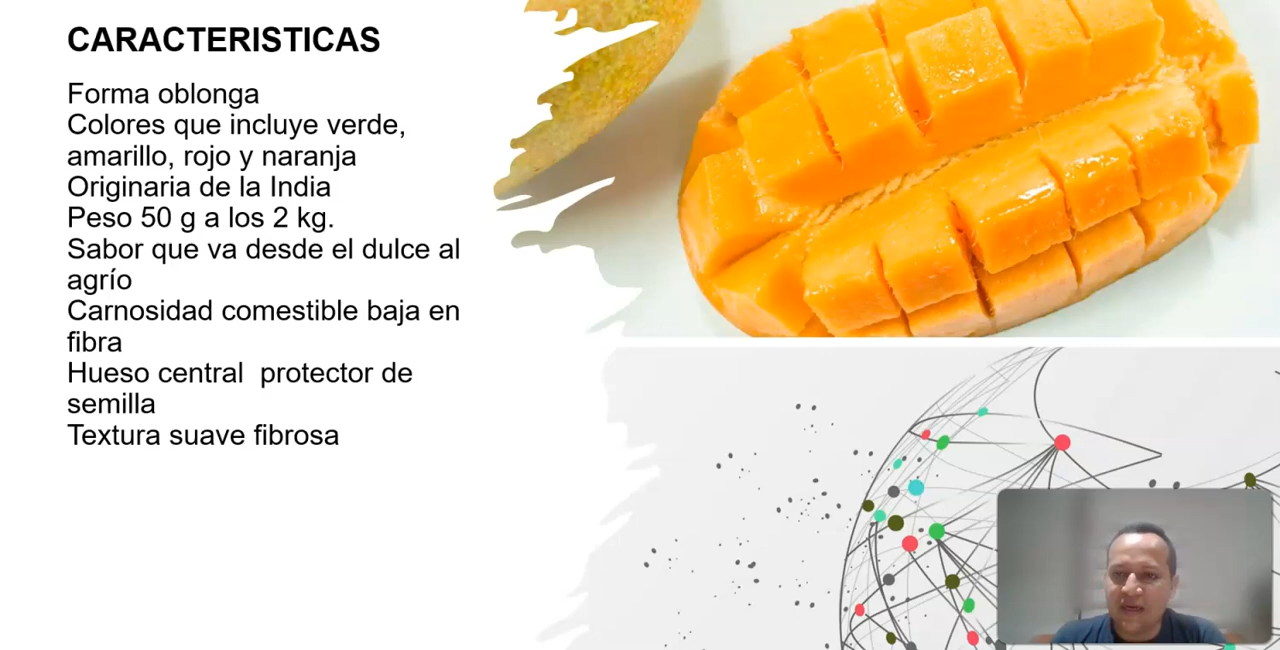 CARACTERISTICAS
Forma oblonga
Colores que incluye verde,
amarillo, rojo y naranja
Originaria de la India
Peso 50 g a los 2 kg.
Sabor que va desde el dulce al
agrío
Carnosidad comestible baja en
fibra
Hueso central  protector de
semilla
Textura suave fibrosa